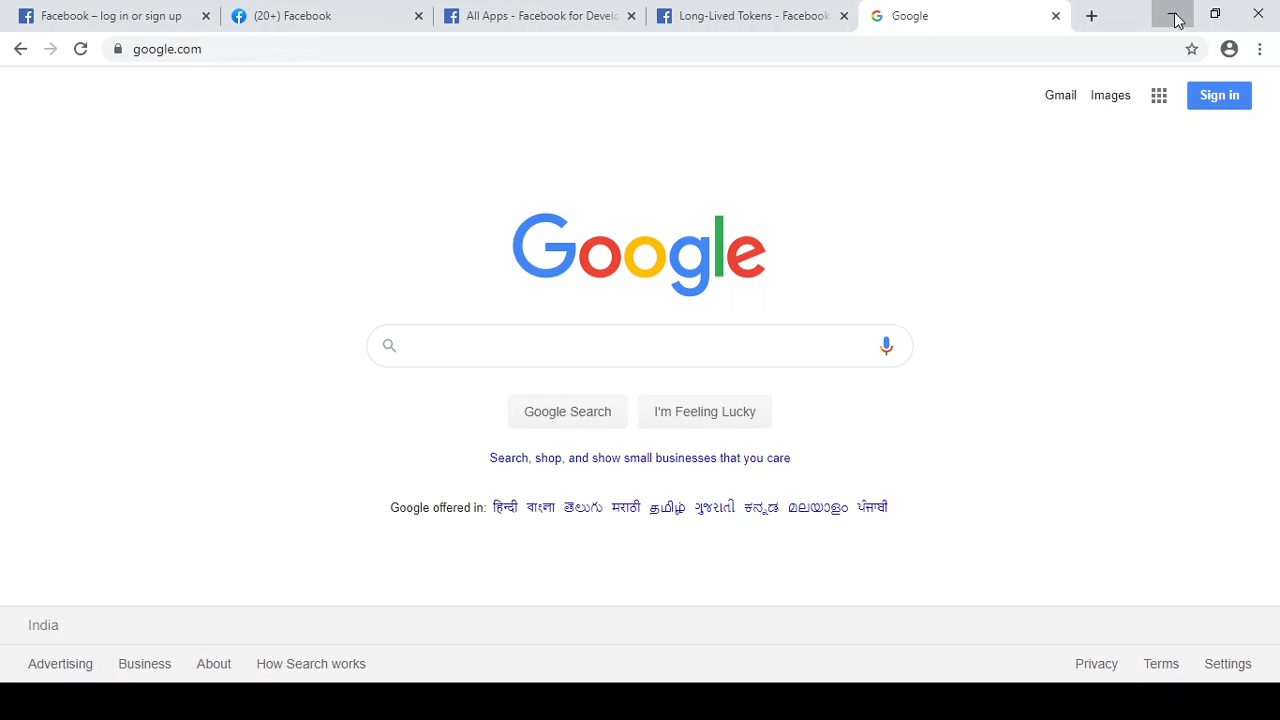 Facebook – log in or sign up
(20+) Facebook
All Apps - Facebook for Develo
Long-Lived Tokens - Facebook
Google
google.com
Gmail Images Sign in
Google
Google Search I'm Feeling Lucky
Search, shop, and show small businesses that you care
Google offered in: हिन्दी বাংলা తెలుగు मराठी தமிழ் ગુજરાતી ಕನ್ನಡ മലയാളം ਪੰਜਾਬੀ
India
Advertising Business About How Search works Privacy Terms Settings